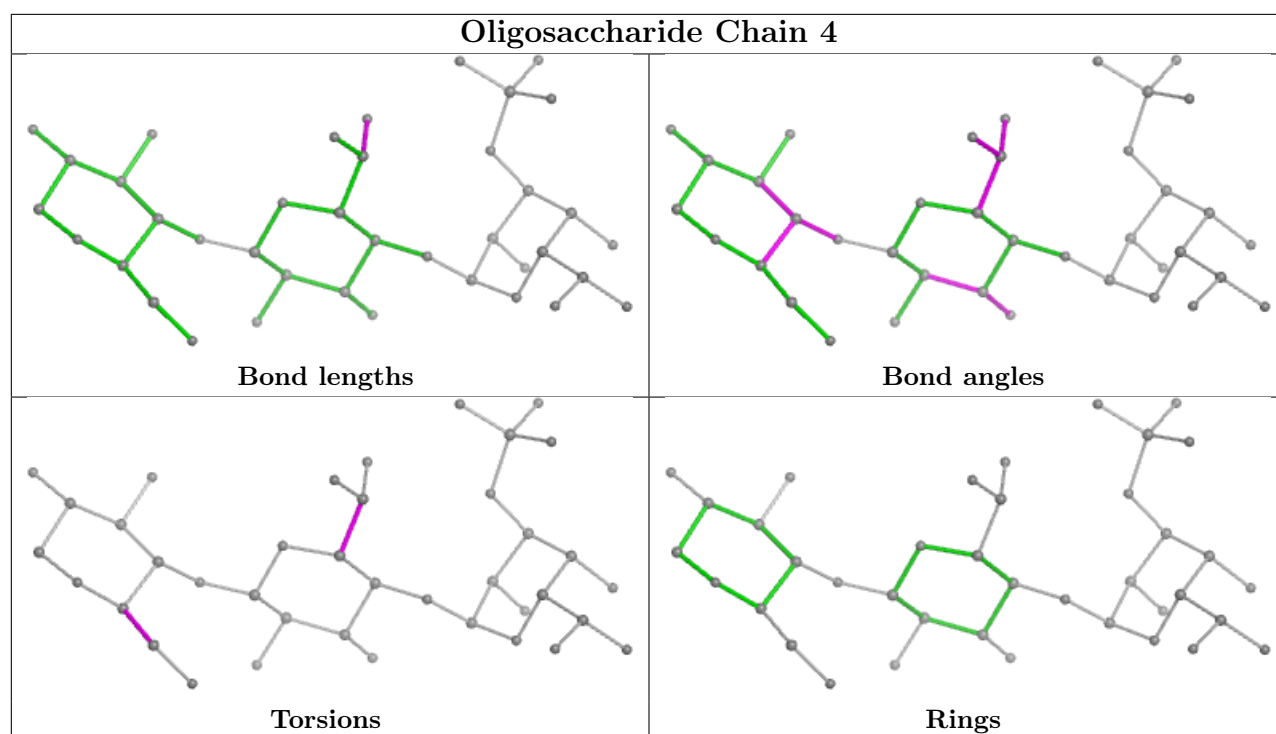 Oligosaccharide Chain 4
Bond lengths
Bond angles
Torsions
Rings